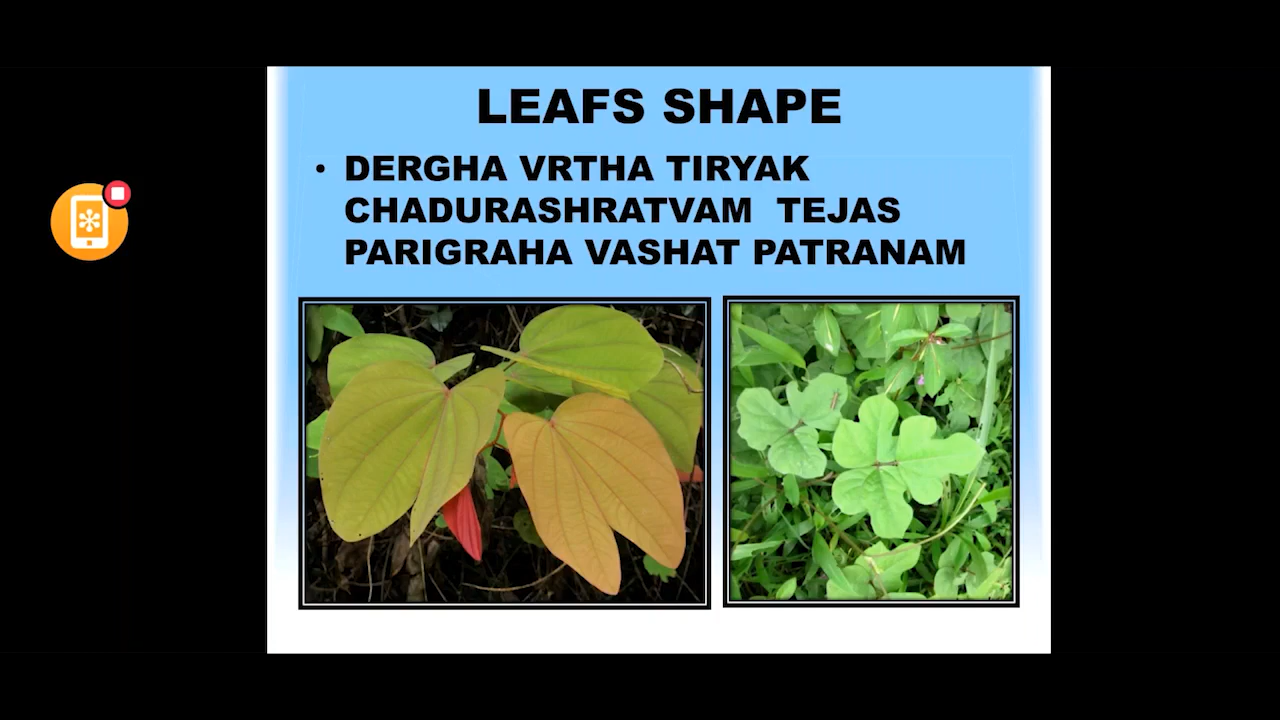 LEAFS SHAPE
• DERGHA VRTHA TIRYAK
CHADURASHRATVAM TEJAS
PARIGRAHA VASHAT PATRANAM